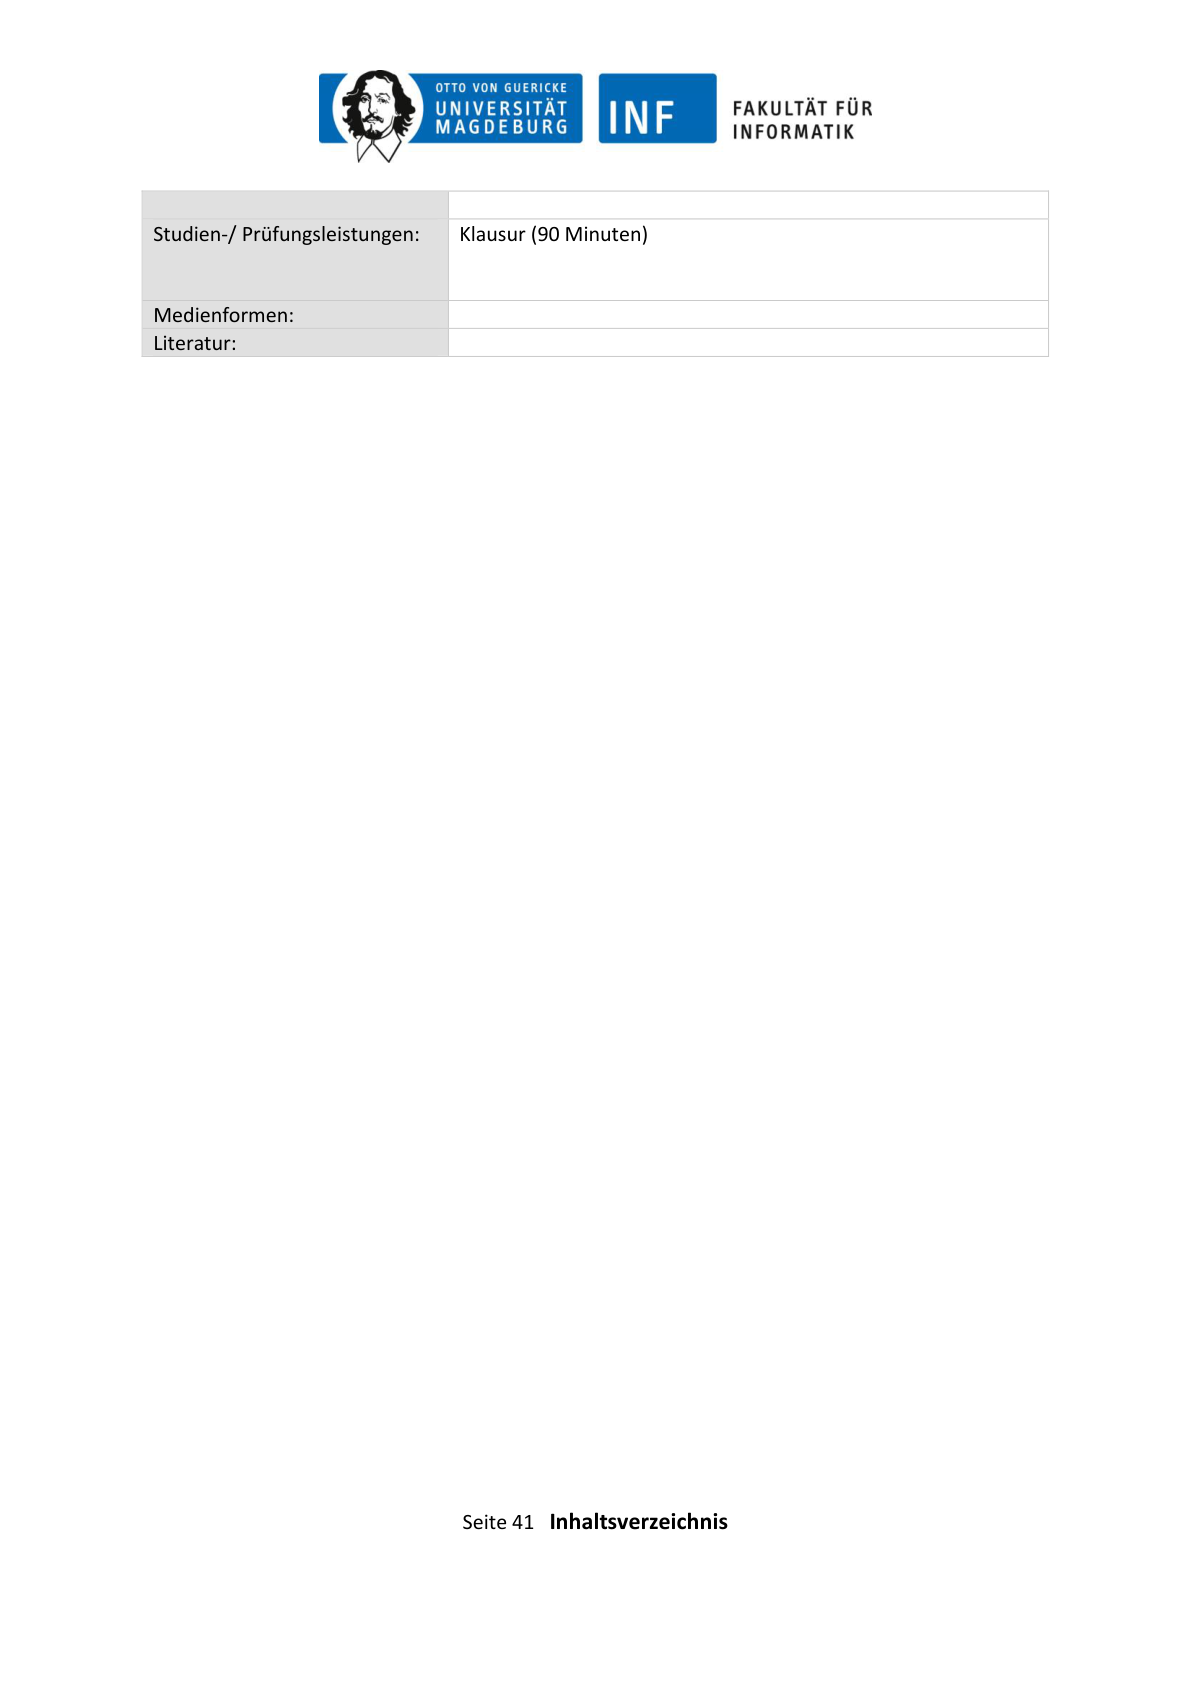 OTTO VON GUERICKE
UNIVERSITÄT
MAGDEBURG
INF
FAKULTÄT FÜR
INFORMATIK
Studien-/ Prüfungsleistungen: Klausur (90 Minuten)
Medienformen:
Literatur:
Seite 41 Inhaltsverzeichnis